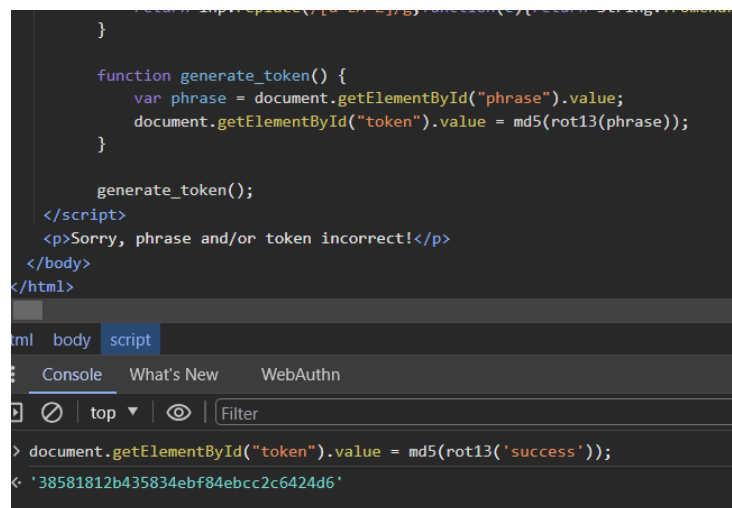 }
function generate_token() {
var phrase = document.getElementById("phrase").value;
document.getElementById("token").value = md5(rot13(phrase));
}
generate_token();
</script>
<p>Sorry, phrase and/or token incorrect!</p>
</body>
</html>
tml body script
Console What's New WebAuthn
top ▼ Filter
> document.getElementById("token").value = md5(rot13('success'));
'38581812b435834ebf84ebcc2c6424d6'